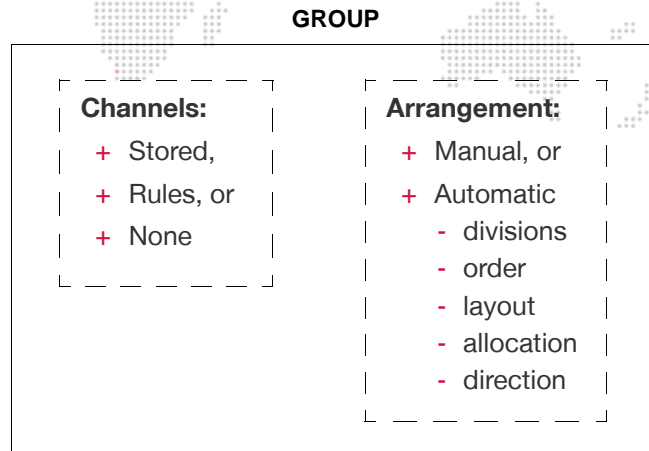 GROUP
Channels:
+ Stored,
+ Rules, or
+ None
Arrangement:
+ Manual, or
+ Automatic
- divisions
- order
- layout
- allocation
- direction